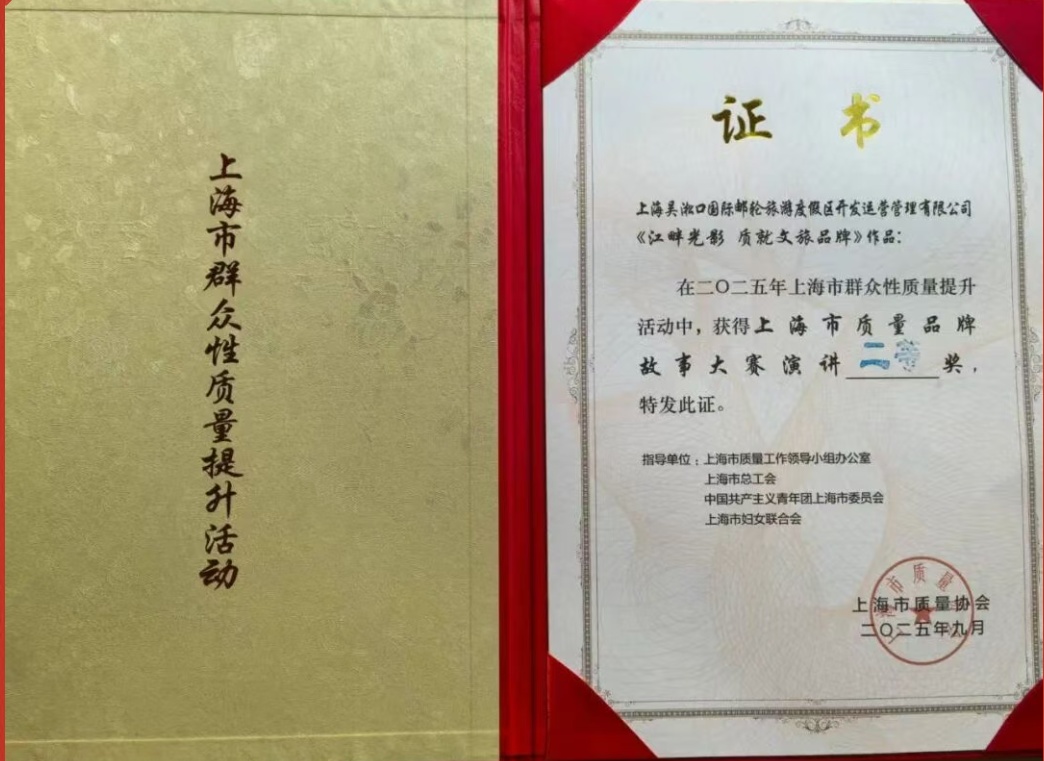 上海市群众性质量提升活动
证 书
上海吴淞口国际邮轮旅游度假区开发运营管理有限公司
《江畔光影 质就文旅品牌》作品：
在二〇二五年上海市群众性质量提升
活动中，获得上海市质量品牌
故事大赛演讲二等奖，
特发此证。
指导单位：上海市质量工作领导小组办公室
上海市总工会
中国共产主义青年团上海市委员会
上海市妇女联合会
上海市质量协会
二〇二五年九月
市质量